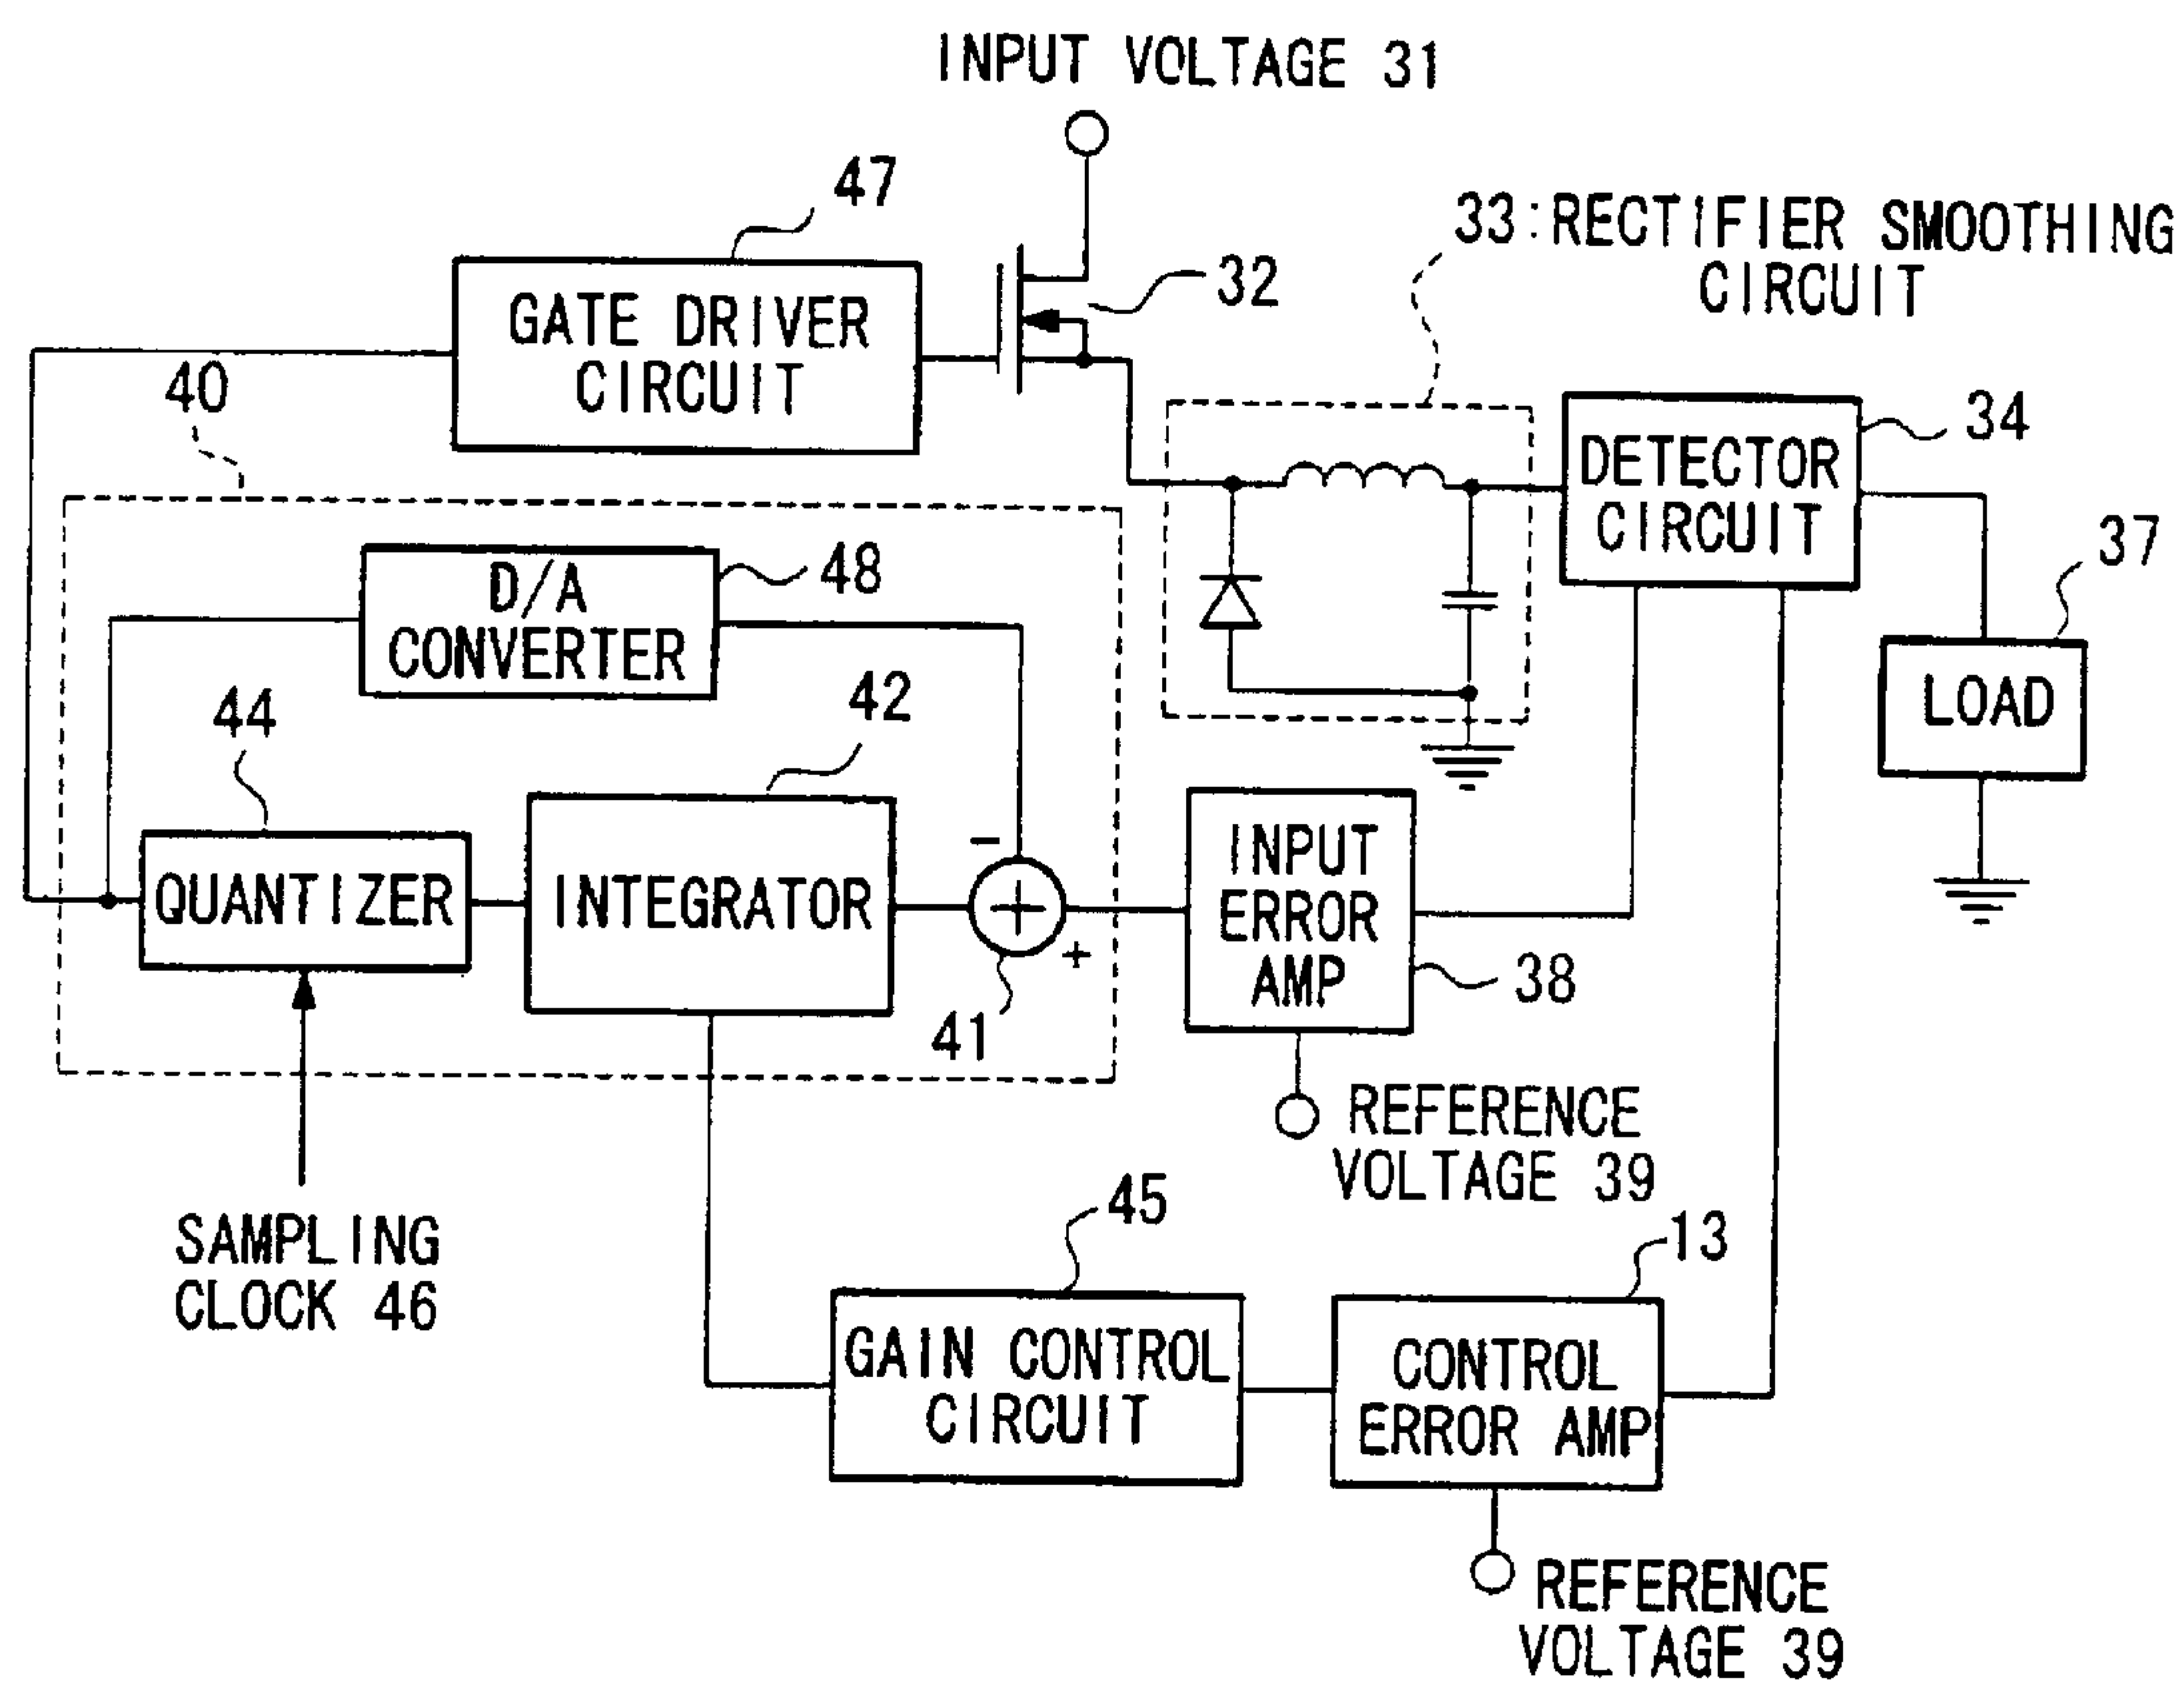 INPUT VOLTAGE 31
47
33:RECTIFIER SMOOTHING
CIRCUIT
32
GATE DRIVER
CIRCUIT
40
34
DETECTOR
CIRCUIT
37
D/A
CONVERTER
48
LOAD
44
42
QUANTIZER
INTEGRATOR
−
+
+
41
INPUT
ERROR
AMP
38
REFERENCE
VOLTAGE 39
SAMPLING
CLOCK 46
45
13
GAIN CONTROL
CIRCUIT
CONTROL
ERROR AMP
REFERENCE
VOLTAGE 39